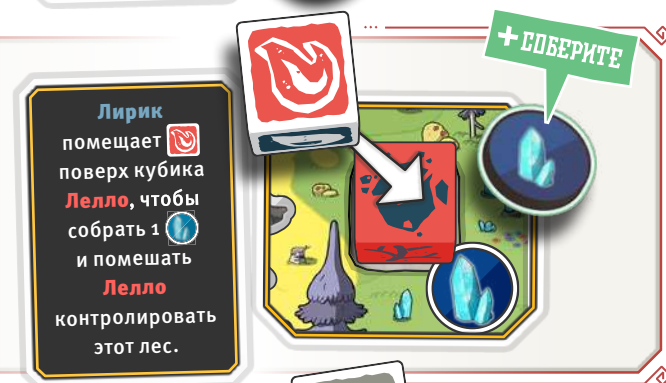 +СОБЕРИТЕ
Лирик
помещает
поверх кубика
Лелло, чтобы
собрать 1
и помешать
Лелло
контролировать
этот лес.